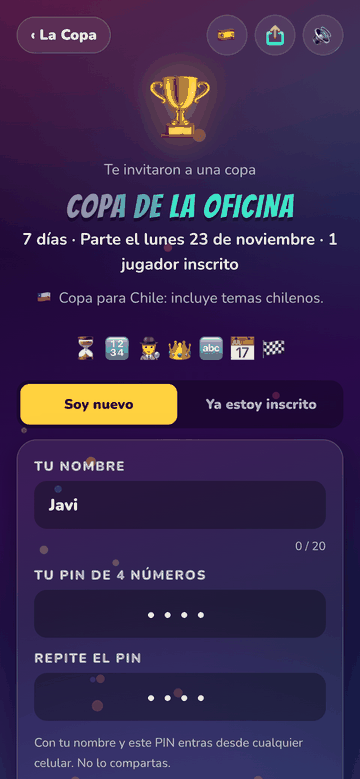 ‹ La Copa
Te invitaron a una copa
COPA DE LA OFICINA
7 días · Parte el lunes 23 de noviembre · 1
jugador inscrito
Copa para Chile: incluye temas chilenos.
1234
abc
17
Soy nuevo
Ya estoy inscrito
TU NOMBRE
Javi
0 / 20
TU PIN DE 4 NÚMEROS
••••
REPITE EL PIN
••••
Con tu nombre y este PIN entras desde cualquier
celular. No lo compartas.